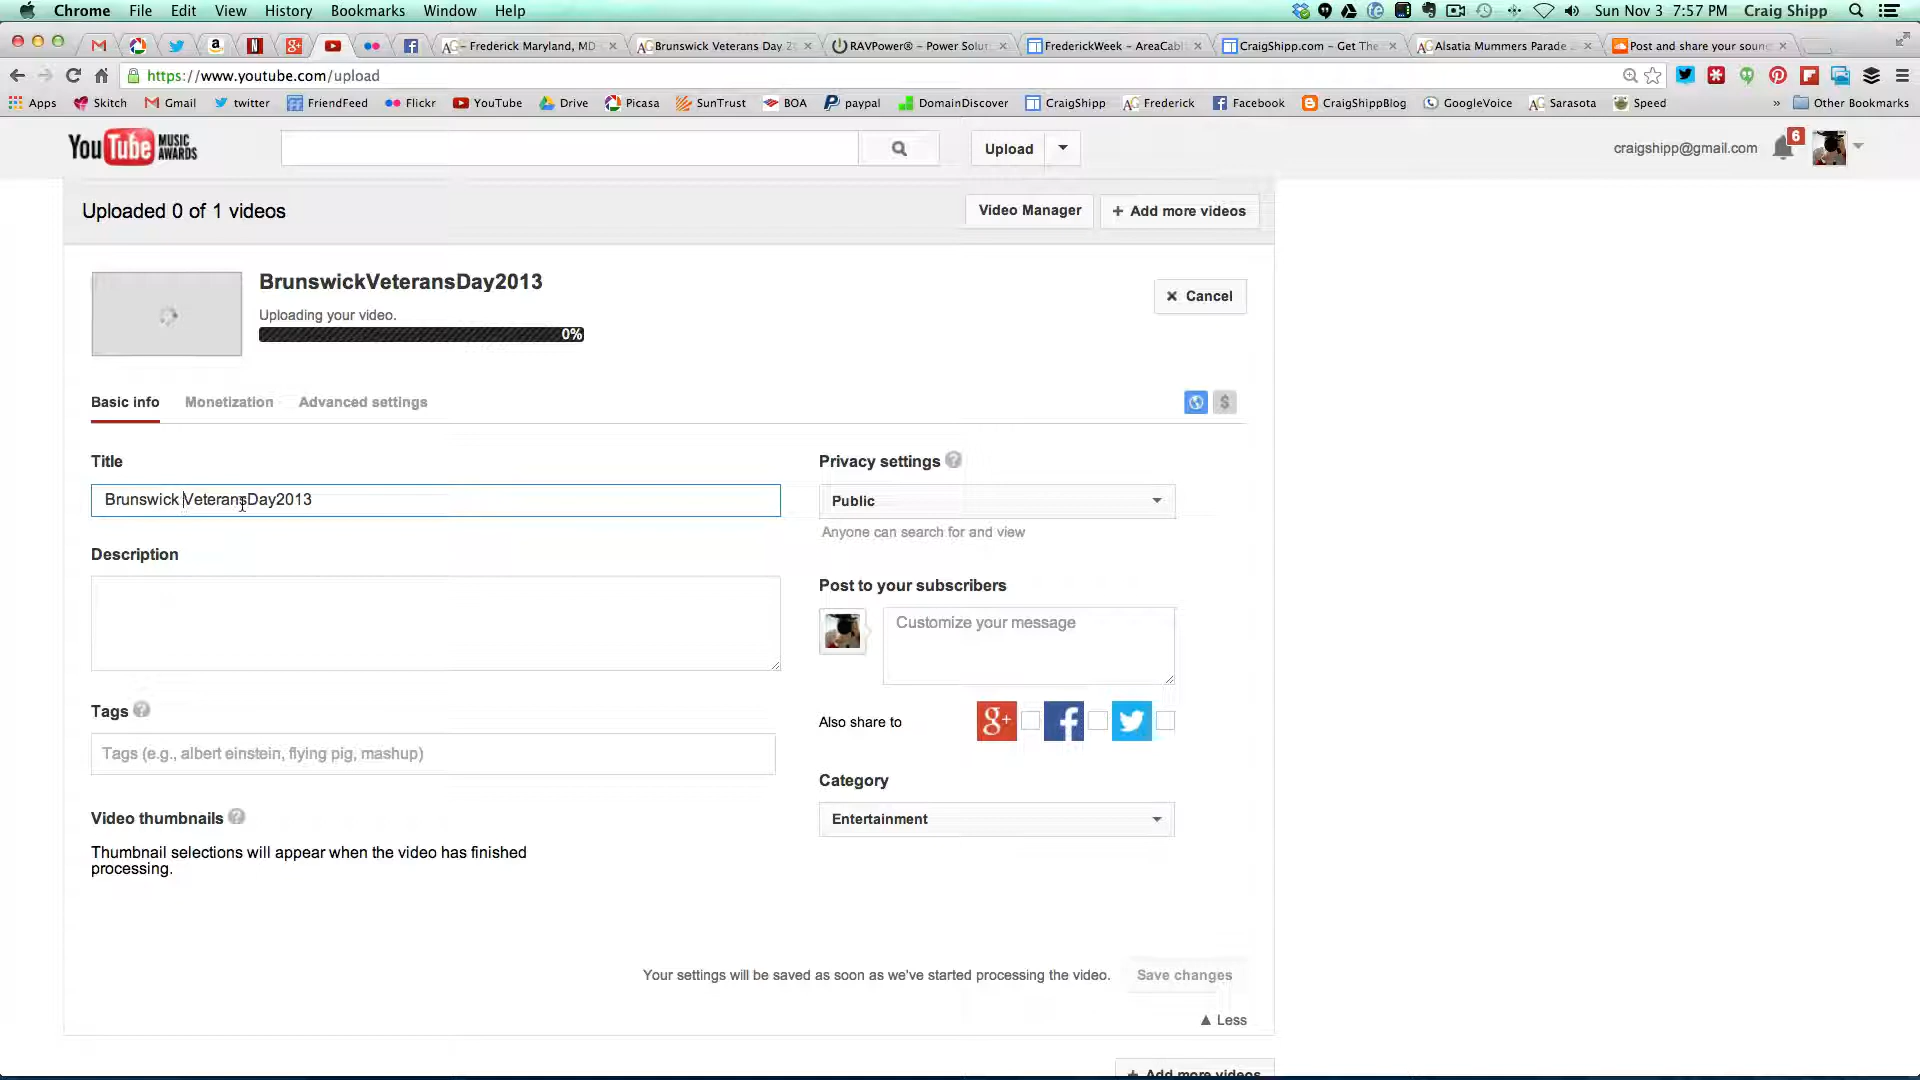 Chrome File Edit View History Bookmarks Window Help Sun Nov 3 7:57 PM Craig Shipp
AG – Frederick Maryland, MD AG Brunswick Veterans Day RAVPower® – Power Solu FrederickWeek – AreaCabl CraigShipp.com – Get The AG Alsatia Mummers Parade Post and share your soun
https://www.youtube.com/upload
Apps Skitch Gmail twitter FriendFeed Flickr YouTube Drive Picasa SunTrust BOA paypal DomainDiscover CraigShipp AG Frederick Facebook CraigShippBlog GoogleVoice AG Sarasota Speed » Other Bookmarks
YouTube MUSIC AWARDS Upload craigshipp@gmail.com 6
Uploaded 0 of 1 videos Video Manager + Add more videos
BrunswickVeteransDay2013
Uploading your video.
0%
× Cancel
Basic info Monetization Advanced settings $
Title
Brunswick VeteransDay2013
Description
Tags ?
Tags (e.g., albert einstein, flying pig, mashup)
Video thumbnails ?
Thumbnail selections will appear when the video has finished
processing.
Privacy settings ?
Public
Anyone can search for and view
Post to your subscribers
Customize your message
Also share to g+ f
Category
Entertainment
Your settings will be saved as soon as we've started processing the video. Save changes
▲ Less
+ Add more videos